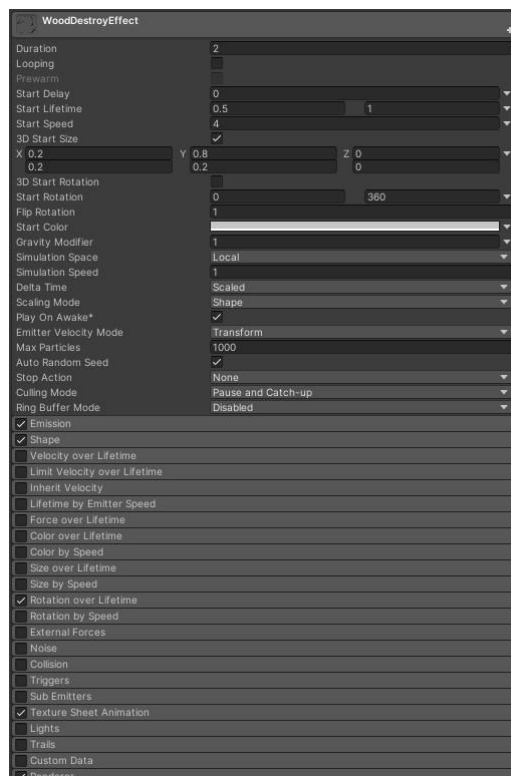 WoodDestroyEffect
Duration 2
Looping
Prewarm
Start Delay 0
Start Lifetime 0.5 1
Start Speed 4
3D Start Size
X 0.2 Y 0.8 Z 0
0.2 0.2 0
3D Start Rotation
Start Rotation 0 360
Flip Rotation 1
Start Color
Gravity Modifier 1
Simulation Space Local
Simulation Speed 1
Delta Time Scaled
Scaling Mode Shape
Play On Awake*
Emitter Velocity Mode Transform
Max Particles 1000
Auto Random Seed
Stop Action None
Culling Mode Pause and Catch-up
Ring Buffer Mode Disabled
Emission
Shape
Velocity over Lifetime
Limit Velocity over Lifetime
Inherit Velocity
Lifetime by Emitter Speed
Force over Lifetime
Color over Lifetime
Color by Speed
Size over Lifetime
Size by Speed
Rotation over Lifetime
Rotation by Speed
External Forces
Noise
Collision
Triggers
Sub Emitters
Texture Sheet Animation
Lights
Trails
Custom Data
Renderer